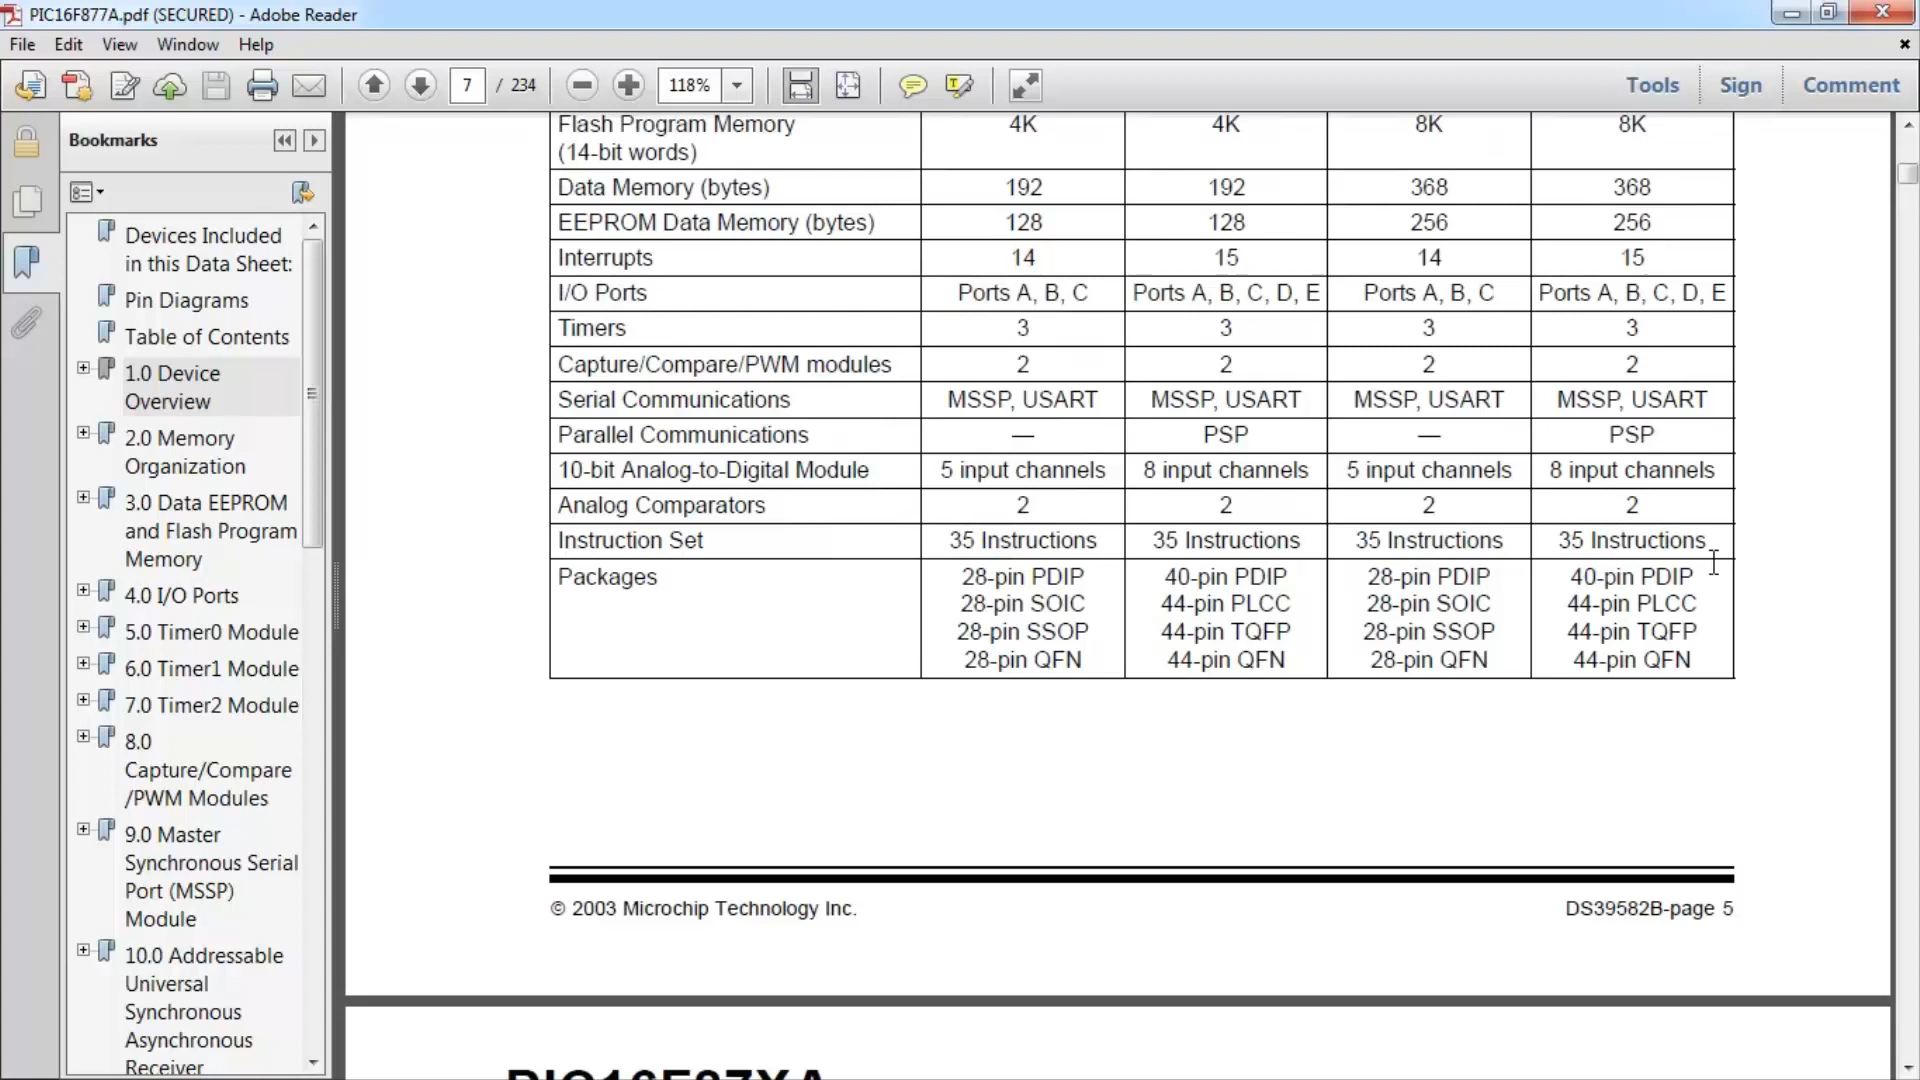 PIC16F877A.pdf (SECURED) - Adobe Reader
File Edit View Window Help
7 / 234 118% Tools Sign Comment
Bookmarks
Devices Included
in this Data Sheet:
Pin Diagrams
Table of Contents
1.0 Device
Overview
2.0 Memory
Organization
3.0 Data EEPROM
and Flash Program
Memory
4.0 I/O Ports
5.0 Timer0 Module
6.0 Timer1 Module
7.0 Timer2 Module
8.0
Capture/Compare
/PWM Modules
9.0 Master
Synchronous Serial
Port (MSSP)
Module
10.0 Addressable
Universal
Synchronous
Asynchronous
Receiver
Flash Program Memory 4K 4K 8K 8K
(14-bit words)
Data Memory (bytes) 192 192 368 368
EEPROM Data Memory (bytes) 128 128 256 256
Interrupts 14 15 14 15
I/O Ports Ports A, B, C Ports A, B, C, D, E Ports A, B, C Ports A, B, C, D, E
Timers 3 3 3 3
Capture/Compare/PWM modules 2 2 2 2
Serial Communications MSSP, USART MSSP, USART MSSP, USART MSSP, USART
Parallel Communications — PSP — PSP
10-bit Analog-to-Digital Module 5 input channels 8 input channels 5 input channels 8 input channels
Analog Comparators 2 2 2 2
Instruction Set 35 Instructions 35 Instructions 35 Instructions 35 Instructions
Packages 28-pin PDIP 40-pin PDIP 28-pin PDIP 40-pin PDIP
28-pin SOIC 44-pin PLCC 28-pin SOIC 44-pin PLCC
28-pin SSOP 44-pin TQFP 28-pin SSOP 44-pin TQFP
28-pin QFN 44-pin QFN 28-pin QFN 44-pin QFN
© 2003 Microchip Technology Inc. DS39582B-page 5
PIC16F87XA